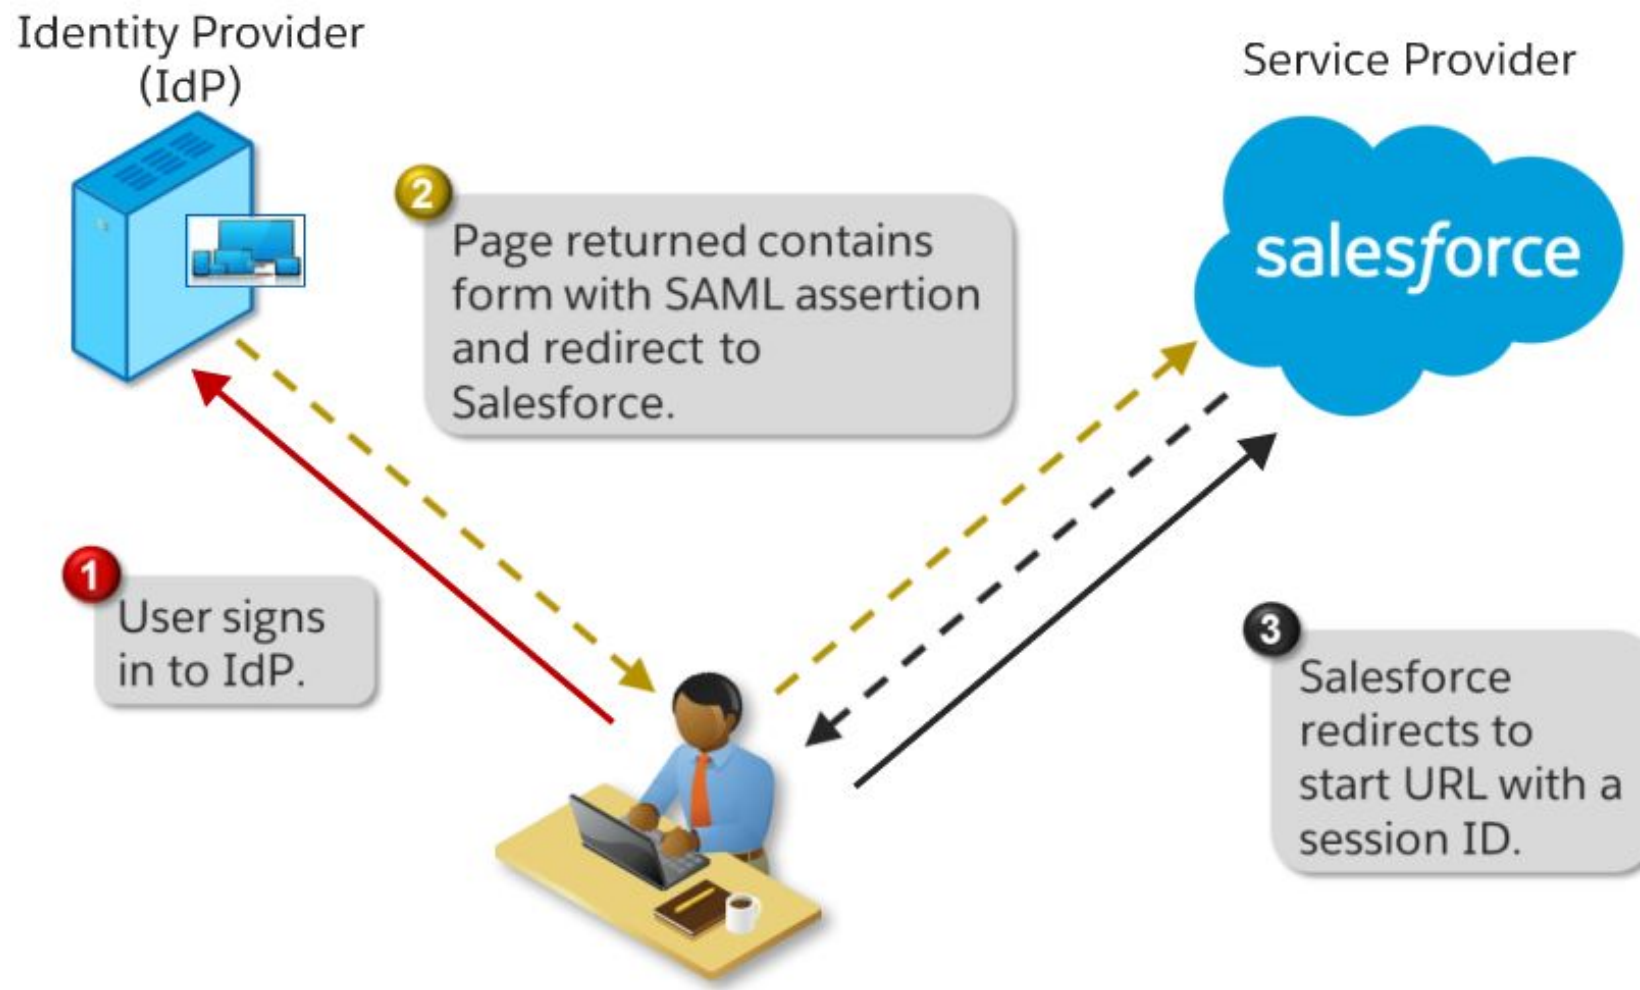 Identity Provider
(IdP)
Service Provider
salesforce
2
Page returned contains
form with SAML assertion
and redirect to
Salesforce.
1
User signs
in to IdP.
3
Salesforce
redirects to
start URL with a
session ID.